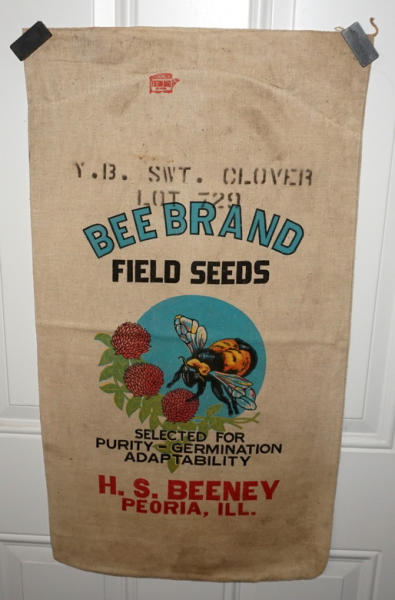 Y.B. SWT. CLOVER
LOT 729
BEE BRAND
FIELD SEEDS
SELECTED FOR
PURITY - GERMINATION
ADAPTABILITY
H. S. BEENEY
PEORIA, ILL.